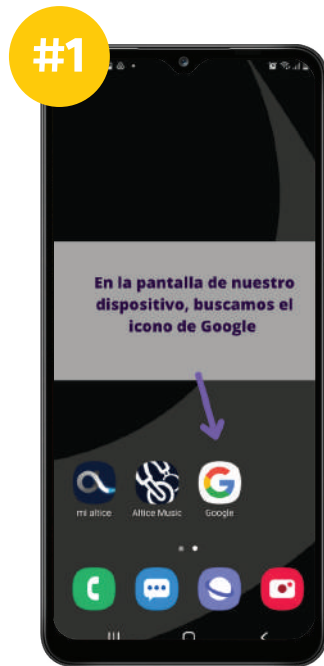 #1
En la pantalla de nuestro
dispositivo, buscamos el
icono de Google
mi altice
Altice Music
Google